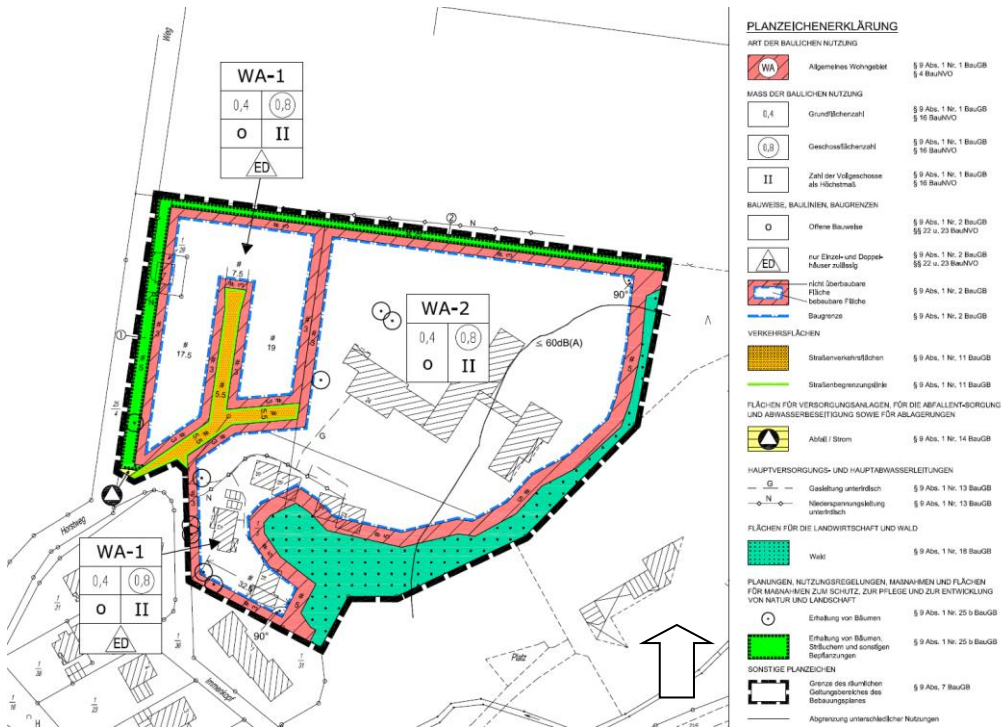 Weg
WA-1
0,4 0,8
o II
ED
2
N
1
7.5
17.5
19
3
5.5
90°
WA-2
0,4 0,8
o II
≤ 60dB(A)
G
N
Horstweg
WA-1
0,4 0,8
o II
ED
90°
Immenkopf
Platz
H
PLANZEICHENERKLÄRUNG
ART DER BAULICHEN NUTZUNG
WA Allgemeines Wohngebiet § 9 Abs. 1 Nr. 1 BauGB
§ 4 BauNVO
MASS DER BAULICHEN NUTZUNG
0,4 Grundflächenzahl § 9 Abs. 1 Nr. 1 BauGB
§ 16 BauNVO
0,8 Geschossflächenzahl § 9 Abs. 1 Nr. 1 BauGB
§ 16 BauNVO
II Zahl der Vollgeschosse § 9 Abs. 1 Nr. 1 BauGB
als Höchstmaß § 16 BauNVO
BAUWEISE, BAULINIEN, BAUGRENZEN
o Offene Bauweise § 9 Abs. 1 Nr. 2 BauGB
§§ 22 u. 23 BauNVO
ED nur Einzel- und Doppel- § 9 Abs. 1 Nr. 2 BauGB
häuser zulässig §§ 22 u. 23 BauNVO
nicht überbaubare
Fläche § 9 Abs. 1 Nr. 2 BauGB
bebaubare Fläche
Baugrenze § 9 Abs. 1 Nr. 2 BauGB
VERKEHRSFLÄCHEN
Straßenverkehrsflächen § 9 Abs. 1 Nr. 11 BauGB
Straßenbegrenzungslinie § 9 Abs. 1 Nr. 11 BauGB
FLÄCHEN FÜR VERSORGUNGSANLAGEN, FÜR DIE ABFALLENT-SORGUNG
UND ABWASSERBESEITIGUNG SOWIE FÜR ABLAGERUNGEN
Abfall / Strom § 9 Abs. 1 Nr. 14 BauGB
HAUPTVERSORGUNGS- UND HAUPTABWASSERLEITUNGEN
G Gasleitung unterirdisch § 9 Abs. 1 Nr. 13 BauGB
N Niederspannungsleitung § 9 Abs. 1 Nr. 13 BauGB
unterirdisch
FLÄCHEN FÜR DIE LANDWIRTSCHAFT UND WALD
Wald § 9 Abs. 1 Nr. 18 BauGB
PLANUNGEN, NUTZUNGSREGELUNGEN, MAßNAHMEN UND FLÄCHEN
FÜR MAßNAHMEN ZUM SCHUTZ, ZUR PFLEGE UND ZUR ENTWICKLUNG
VON NATUR UND LANDSCHAFT
Erhaltung von Bäumen § 9 Abs. 1 Nr. 25 b BauGB
Erhaltung von Bäumen, § 9 Abs. 1 Nr. 25 b BauGB
Sträuchern und sonstigen
Bepflanzungen
SONSTIGE PLANZEICHEN
Grenze des räumlichen § 9 Abs. 7 BauGB
Geltungsbereiches des
Bebauungsplanes
Abgrenzung unterschiedlicher Nutzungen